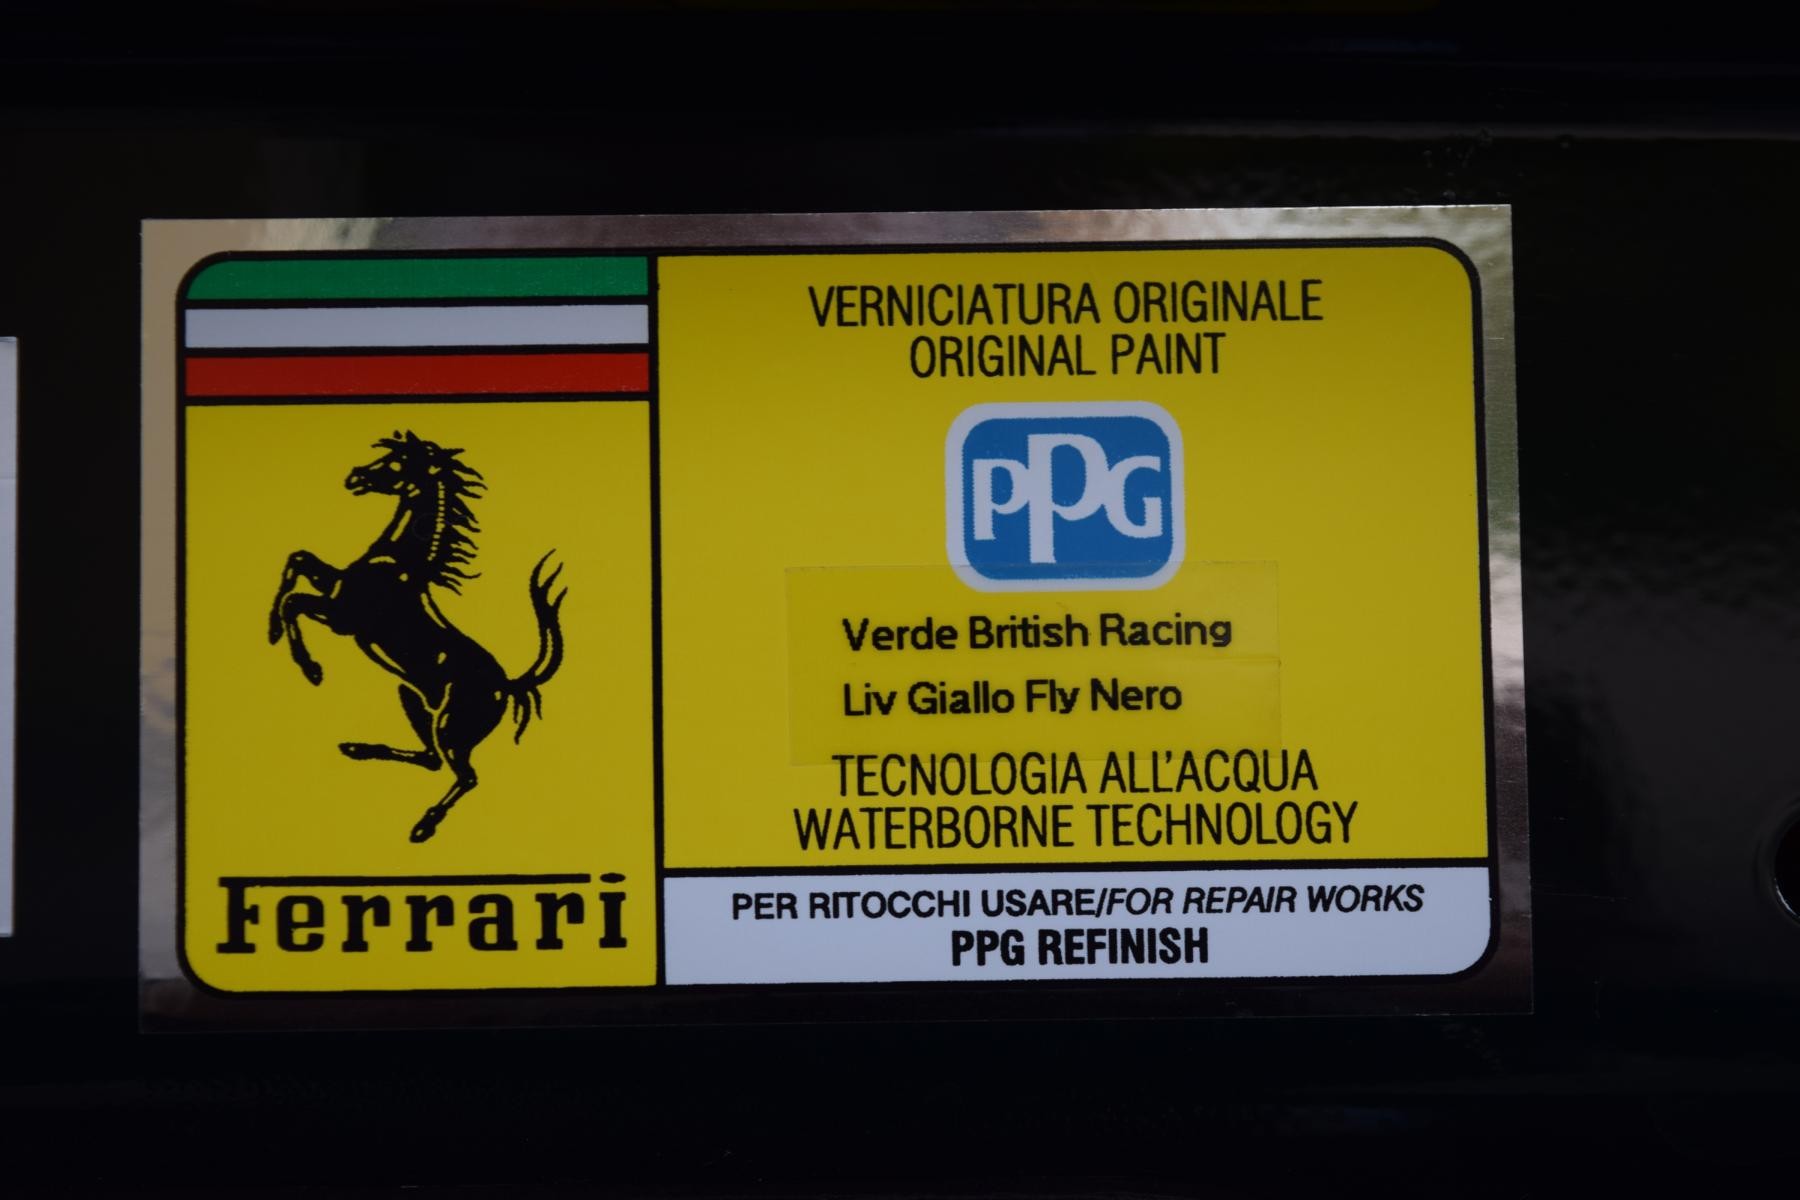 VERNICIATURA ORIGINALE
ORIGINAL PAINT
PPG
Verde British Racing
Liv Giallo Fly Nero
TECNOLOGIA ALL'ACQUA
WATERBORNE TECHNOLOGY
Ferrari
PER RITOCCHI USARE/FOR REPAIR WORKS
PPG REFINISH